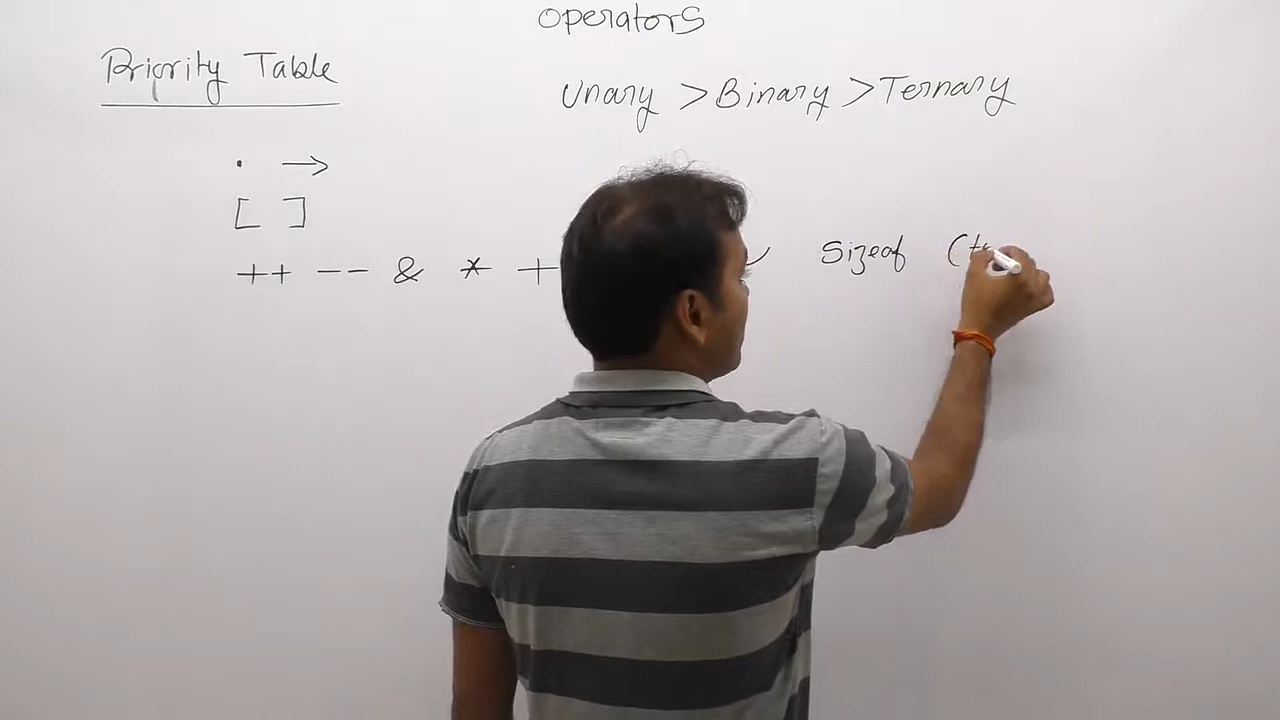 Operators
Priority Table
Unary > Binary > Ternary
. →
[ ]
++ -- & * + Sizeof (